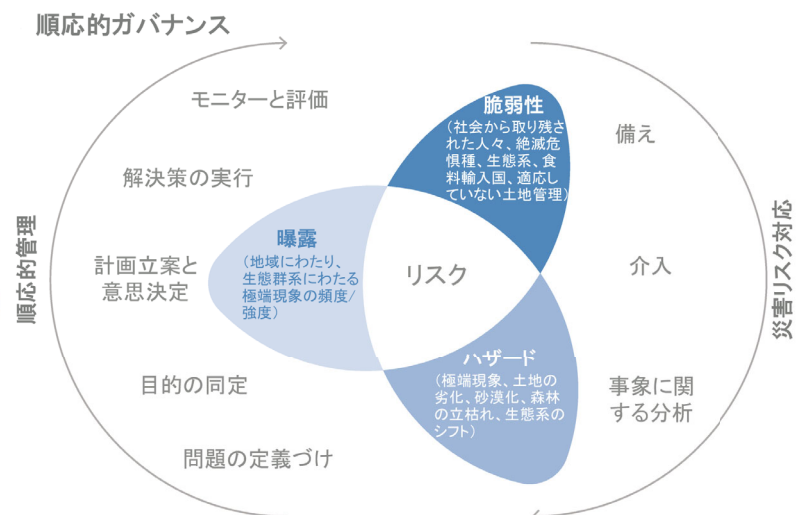 順応的ガバナンス
順応的管理
モニターと評価
解決策の実行
計画立案と
意思決定
目的の同定
問題の定義づけ
曝露
（地域にわたり、
生態群系にわたる
極端現象の頻度/
強度）
脆弱性
（社会から取り残さ
れた人々、絶滅危
惧種、生態系、食
料輸入国、適応し
ていない土地管理）
リスク
ハザード
（極端現象、土地の
劣化、砂漠化、森林
の立枯れ、生態系の
シフト）
備え
介入
事象に関
する分析
災害リスク対応